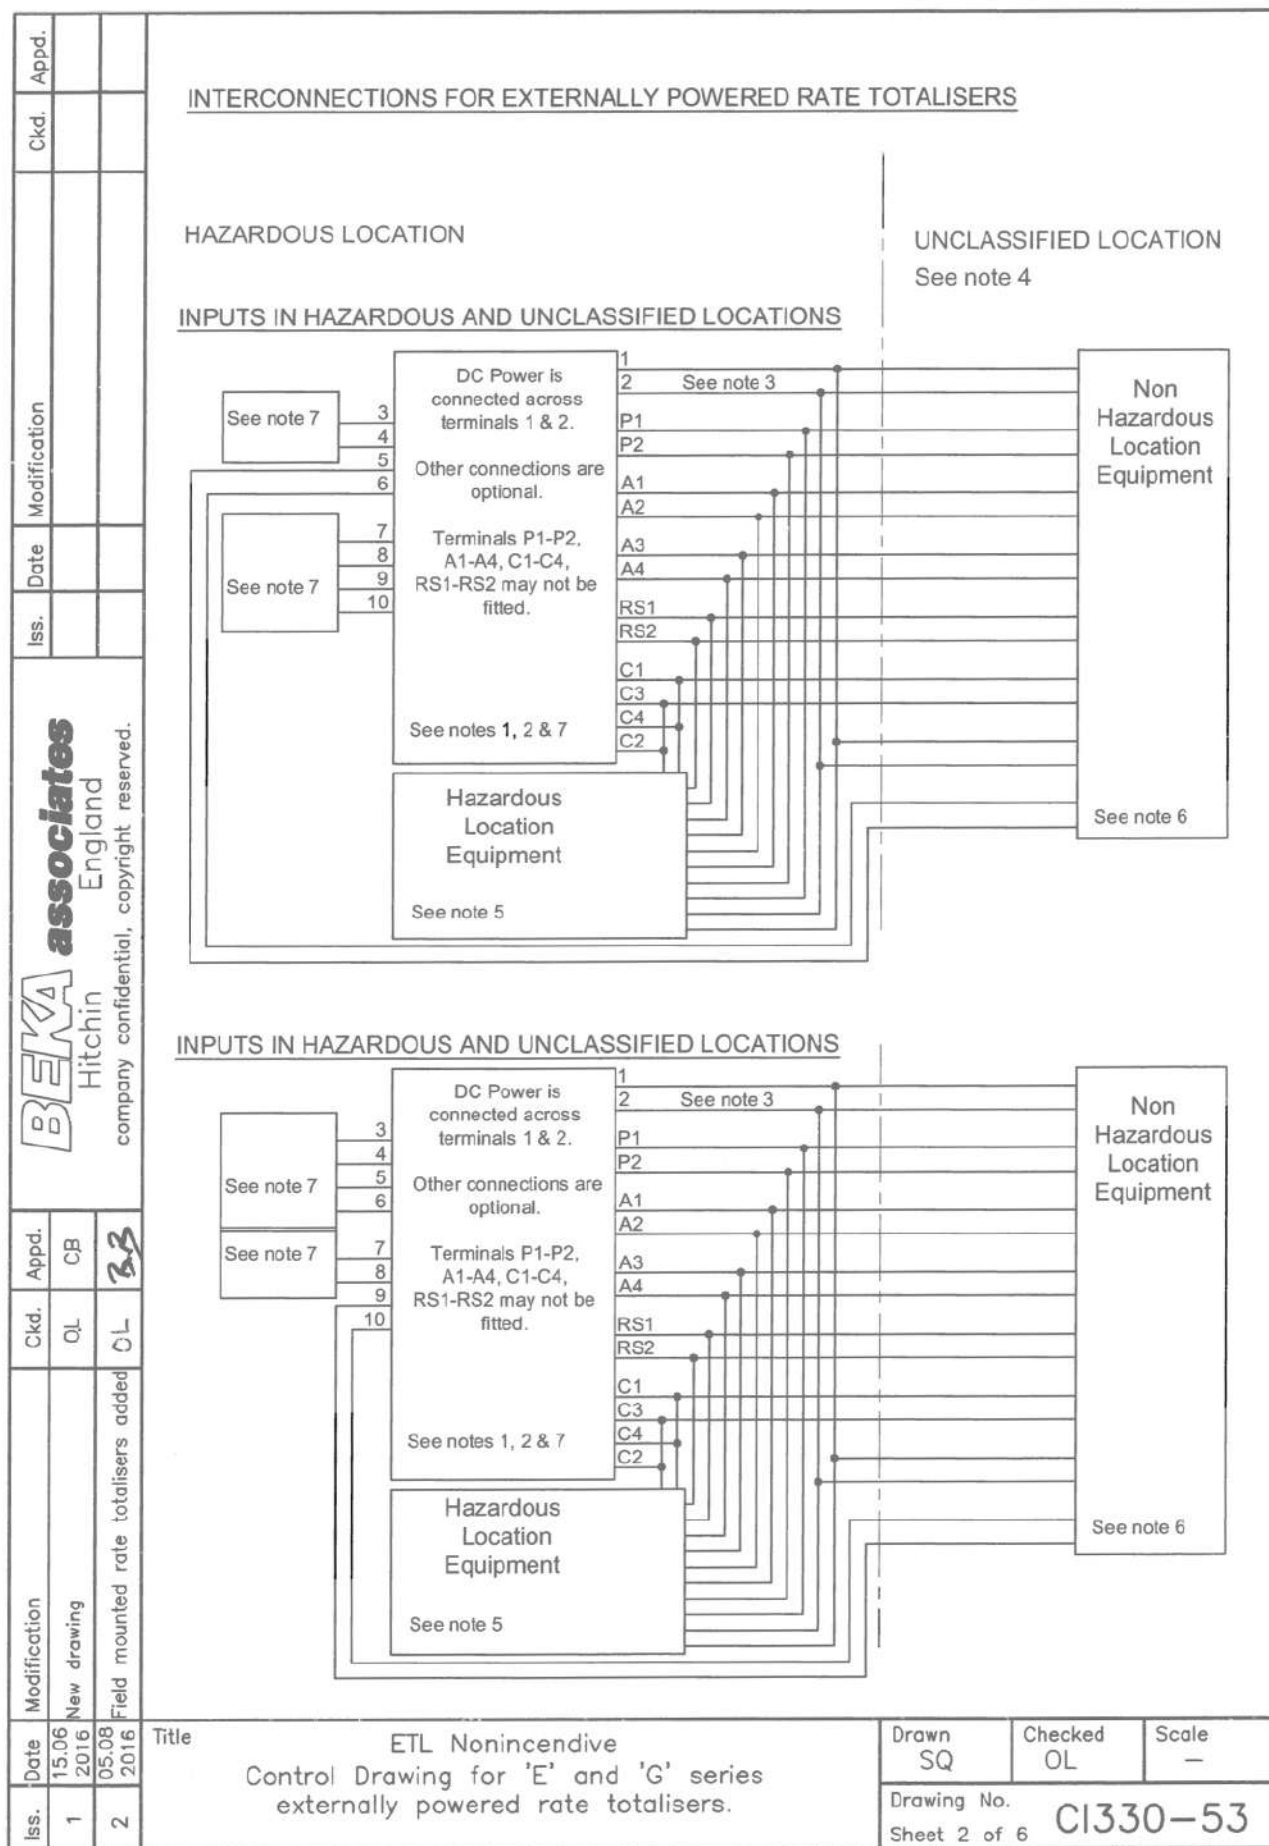 INTERCONNECTIONS FOR EXTERNALLY POWERED RATE TOTALISERS
HAZARDOUS LOCATION
UNCLASSIFIED LOCATION
See note 4
INPUTS IN HAZARDOUS AND UNCLASSIFIED LOCATIONS
See note 7
3
4
5
6
See note 7
7
8
9
10
DC Power is
connected across
terminals 1 & 2.
Other connections are
optional.
Terminals P1-P2,
A1-A4, C1-C4,
RS1-RS2 may not be
fitted.
See notes 1, 2 & 7
1
2
See note 3
P1
P2
A1
A2
A3
A4
RS1
RS2
C1
C3
C4
C2
Non
Hazardous
Location
Equipment
See note 6
Hazardous
Location
Equipment
See note 5
INPUTS IN HAZARDOUS AND UNCLASSIFIED LOCATIONS
See note 7
3
4
5
6
See note 7
7
8
9
10
DC Power is
connected across
terminals 1 & 2.
Other connections are
optional.
Terminals P1-P2,
A1-A4, C1-C4,
RS1-RS2 may not be
fitted.
See notes 1, 2 & 7
1
2
See note 3
P1
P2
A1
A2
A3
A4
RS1
RS2
C1
C3
C4
C2
Non
Hazardous
Location
Equipment
See note 6
Hazardous
Location
Equipment
See note 5
Iss. Date Modification Ckd. Appd.
BEKA associates
Hitchin England
company confidential, copyright reserved.
Iss. Date Modification Ckd. Appd.
1 15.06 2016 New drawing OL CB
2 05.08 2016 Field mounted rate totalisers added OL
Title
ETL Nonincendive
Control Drawing for 'E' and 'G' series
externally powered rate totalisers.
Drawn
SQ
Checked
OL
Scale
—
Drawing No.
Sheet 2 of 6
CI330-53